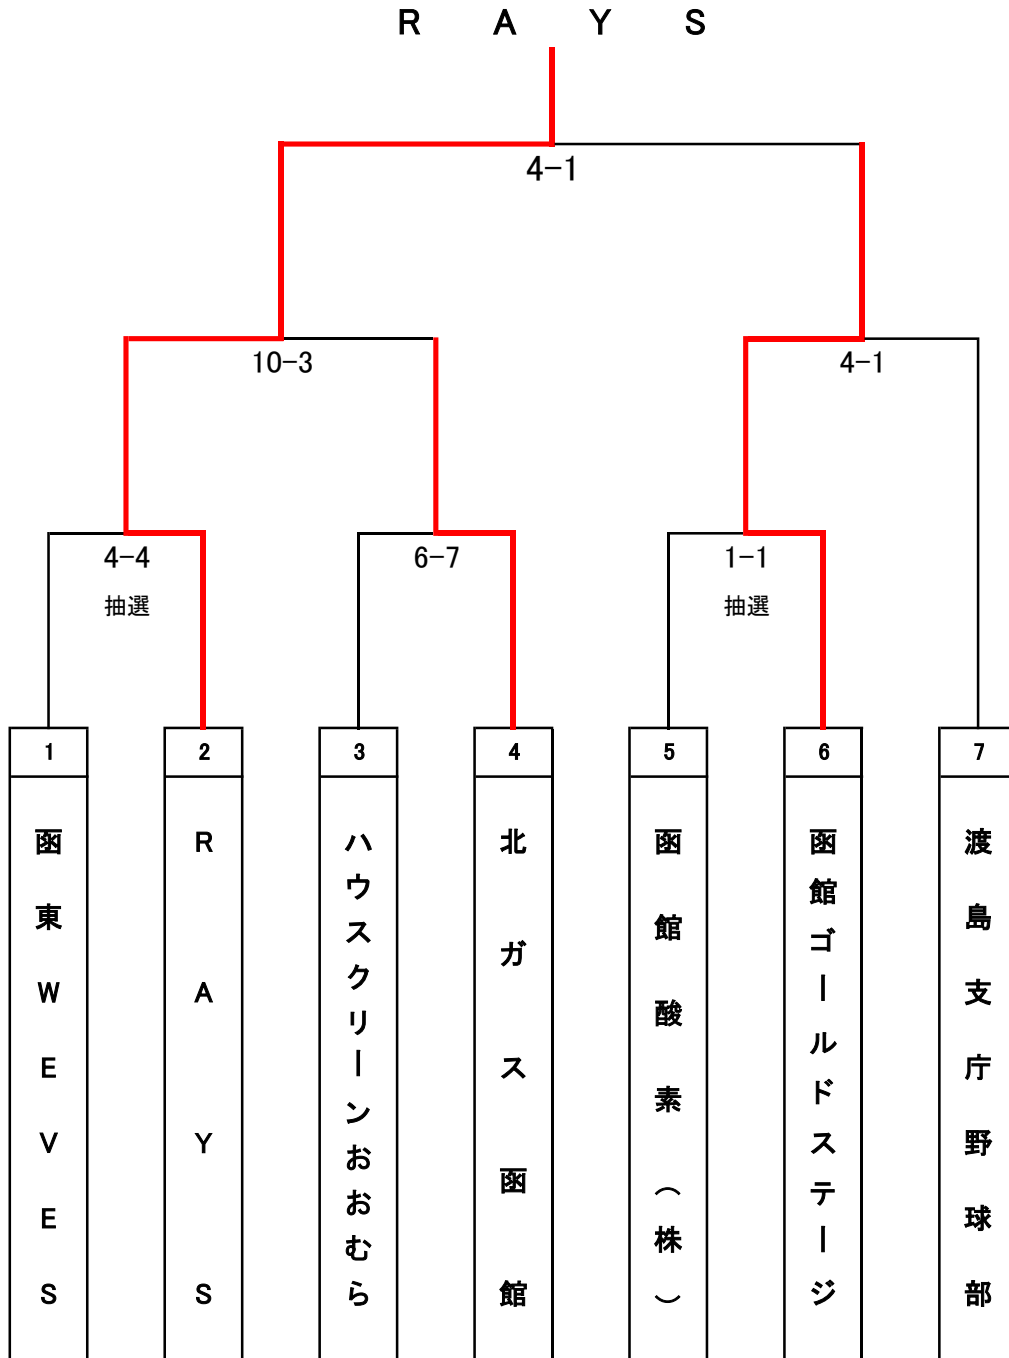 RAYS
4-1
10-3
4-1
4-4
抽選
6-7
1-1
抽選
1
2
3
4
5
6
7
函東WEVES
RAYS
ハウスクリーンおおむら
北ガス函館
函館酸素(株)
函館ゴールドステージ
渡島支庁野球部